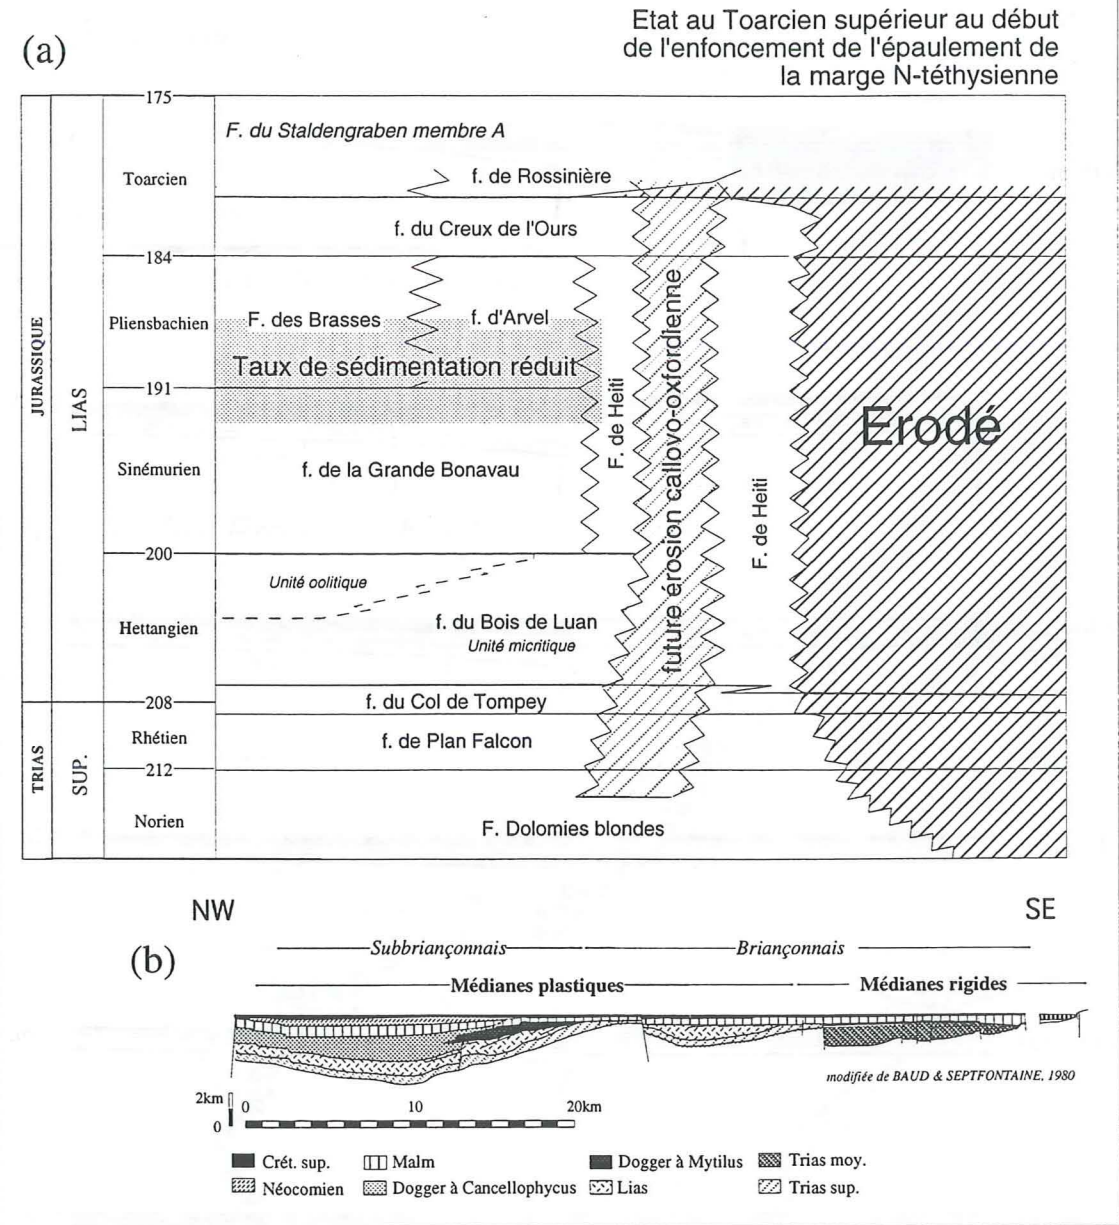 (a)
Etat au Toarcien supérieur au début
de l'enfoncement de l'épaulement de
la marge N-téthysienne
175
F. du Staldengraben membre A
Toarcien
f. de Rossinière
f. du Creux de l'Ours
184
JURASSIQUE
LIAS
Pliensbachien
F. des Brasses
f. d'Arvel
Taux de sédimentation réduit
191
F. de Heiti
future érosion callovo-oxfordienne
F. de Heiti
Erodé
Sinémurien
f. de la Grande Bonavau
200
Unité oolitique
Hettangien
f. du Bois de Luan
Unité micritique
208
f. du Col de Tompey
TRIAS
SUP.
Rhétien
f. de Plan Falcon
212
Norien
F. Dolomies blondes
NW
SE
(b)
Subbriançonnais
Briançonnais
Médianes plastiques
Médianes rigides
modifiée de BAUD & SEPTFONTAINE, 1980
2km
0
0
10
20km
Crét. sup.
Malm
Dogger à Mytilus
Trias moy.
Néocomien
Dogger à Cancellophycus
Lias
Trias sup.